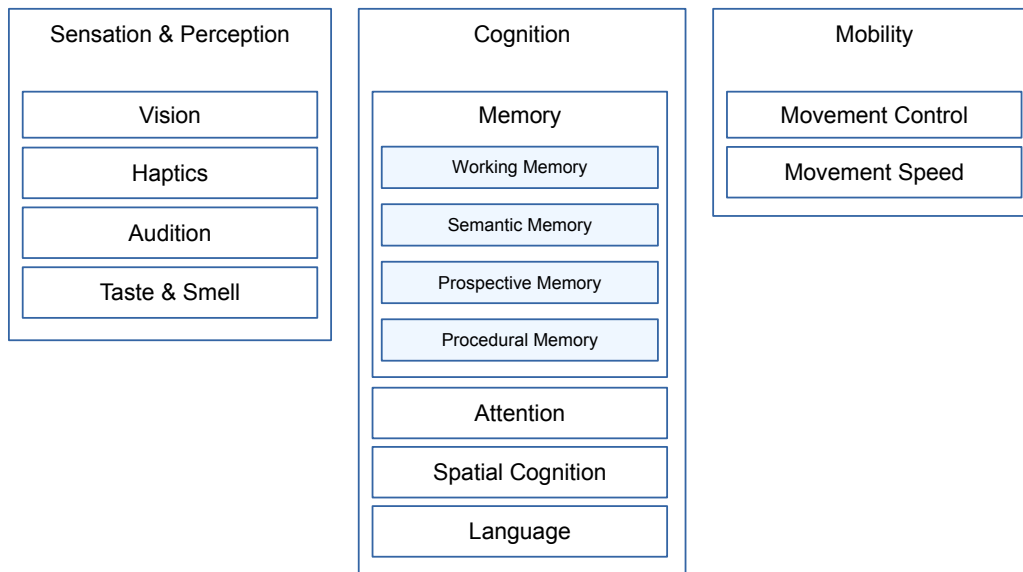 Sensation & Perception
Vision
Haptics
Audition
Taste & Smell
Cognition
Memory
Working Memory
Semantic Memory
Prospective Memory
Procedural Memory
Attention
Spatial Cognition
Language
Mobility
Movement Control
Movement Speed